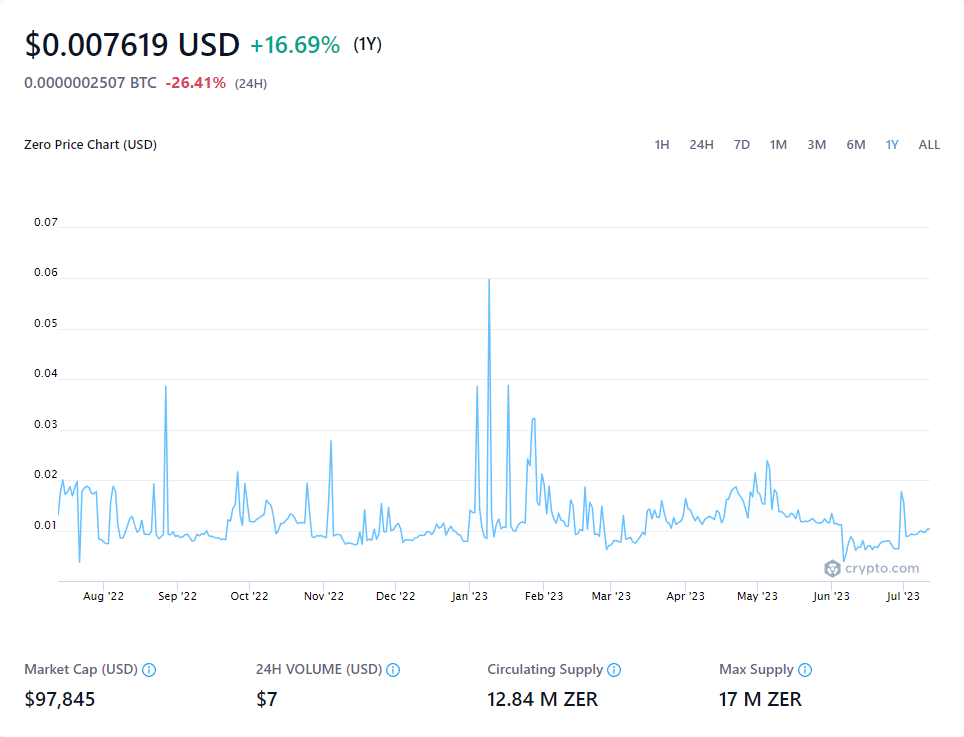 $0.007619 USD +16.69% (1Y)
0.0000002507 BTC -26.41% (24H)
Zero Price Chart (USD) 1H 24H 7D 1M 3M 6M 1Y ALL
0.07
0.06
0.05
0.04
0.03
0.02
0.01
crypto.com
Aug '22 Sep '22 Oct '22 Nov '22 Dec '22 Jan '23 Feb '23 Mar '23 Apr '23 May '23 Jun '23 Jul '23
Market Cap (USD) 24H VOLUME (USD) Circulating Supply Max Supply
$97,845 $7 12.84 M ZER 17 M ZER